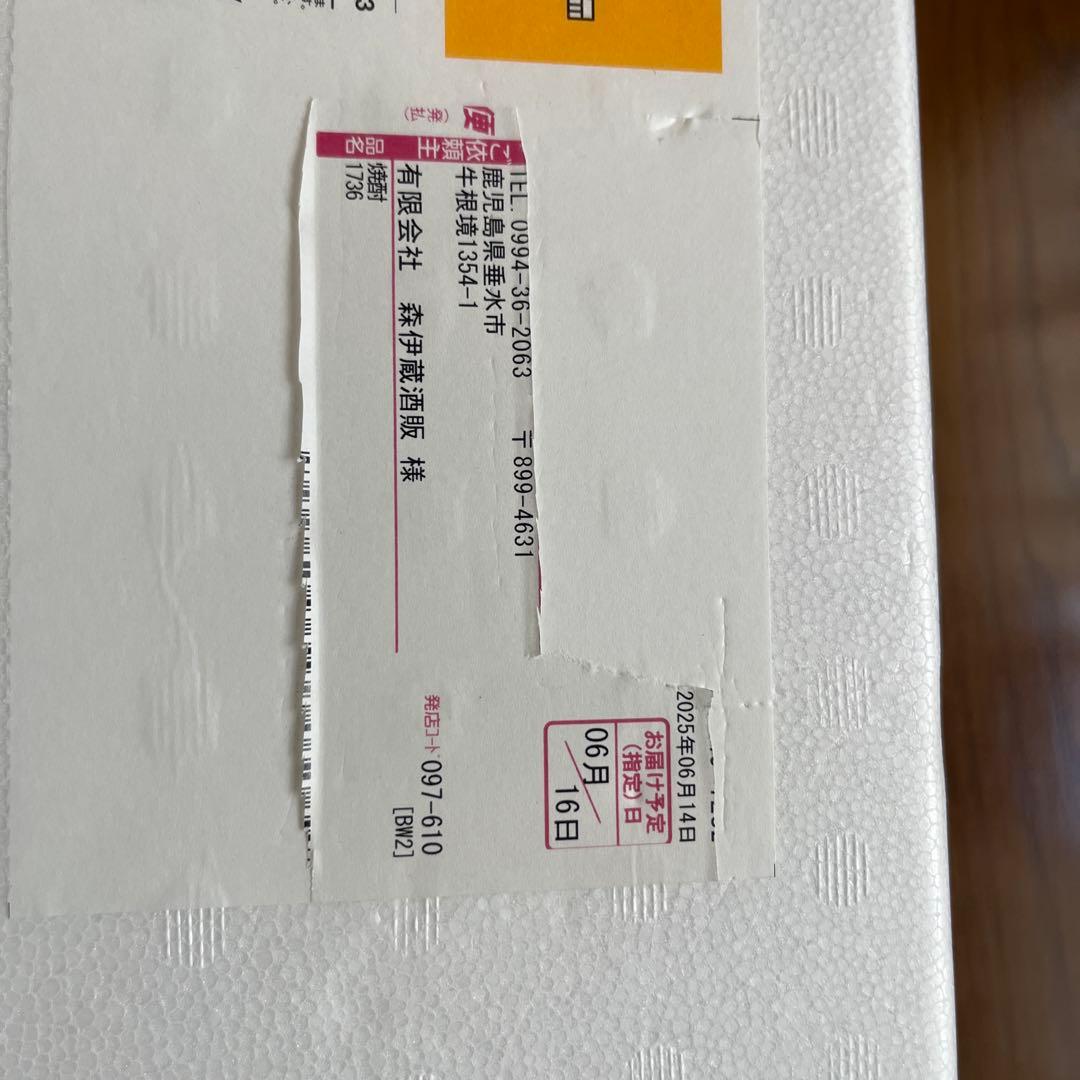 便
(発払)
ご依頼主
TEL. 0994-36-2063 〒899-4631
鹿児島県垂水市
牛根境1354-1
有限会社 森伊蔵酒販 様
品名
焼酎
1736
2025年06月14日
お届け予定
(指定)日
06月
16日
発店コード 097-610
[BW2]